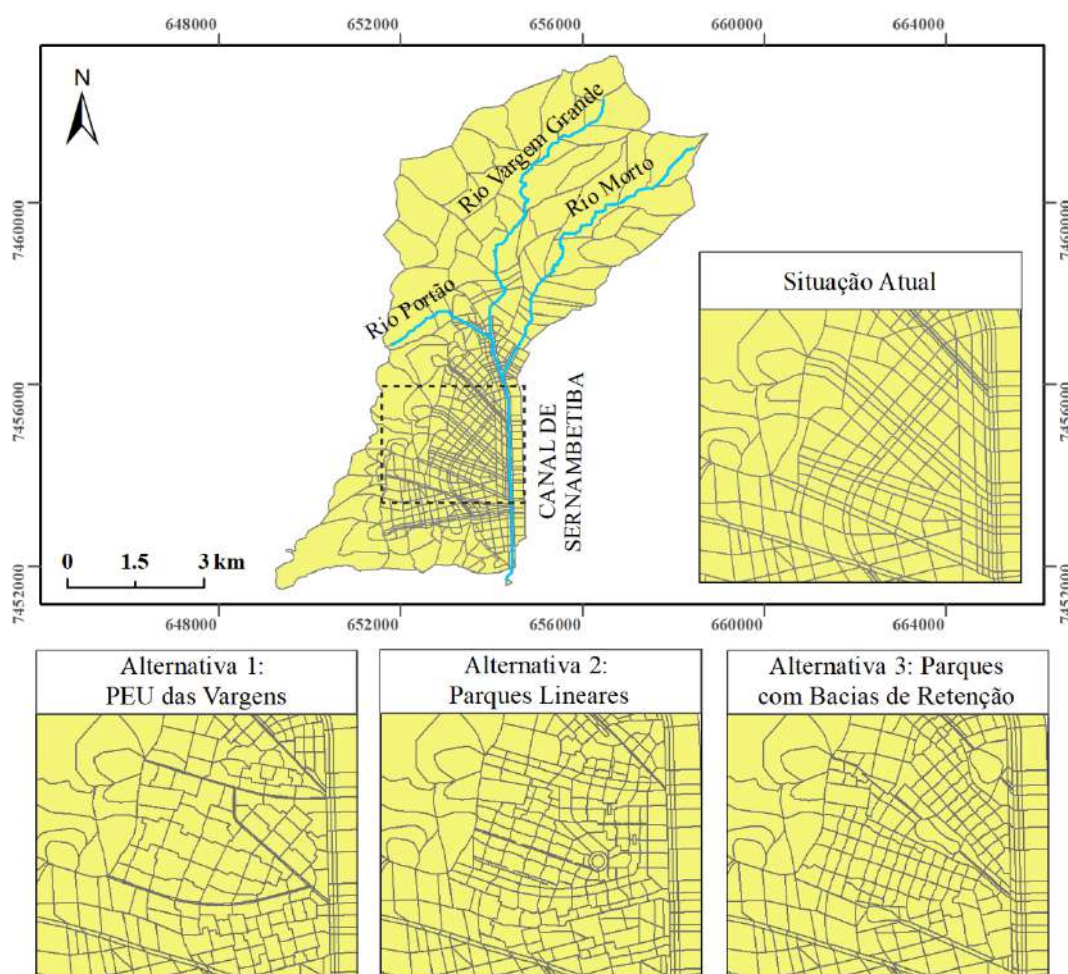 648000 652000 656000 660000 664000
N
Rio Vargem Grande
Rio Morto
7460000
7460000
Situação Atual
Rio Portão
7456000
7456000
CANAL DE
SERNAMBETIBA
0 1.5 3 km
7452000
7452000
648000 652000 656000 660000 664000
Alternativa 1:
PEU das Vargens
Alternativa 2:
Parques Lineares
Alternativa 3: Parques
com Bacias de Retenção